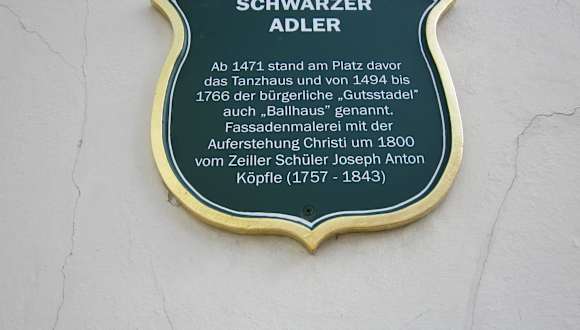 SCHWARZER
ADLER
Ab 1471 stand am Platz davor
das Tanzhaus und von 1494 bis
1766 der bürgerliche „Gutsstadel"
auch „Ballhaus" genannt.
Fassadenmalerei mit der
Auferstehung Christi um 1800
vom Zeiller Schüler Joseph Anton
Köpfle (1757 - 1843)